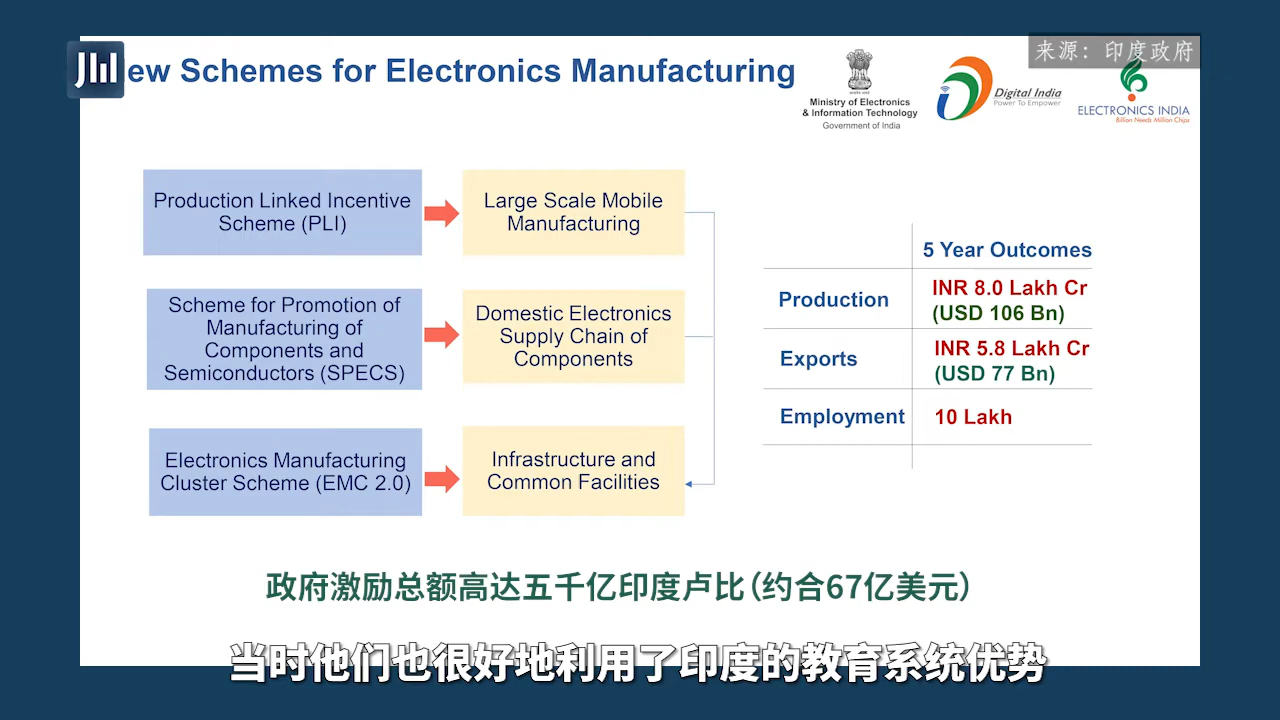 来源：印度政府
ew Schemes for Electronics Manufacturing
Ministry of Electronics
& Information Technology
Government of India
Digital India
Power To Empower
ELECTRONICS INDIA
Billion Needs Million Chips
Production Linked Incentive
Scheme (PLI)
Large Scale Mobile
Manufacturing
Scheme for Promotion of
Manufacturing of
Components and
Semiconductors (SPECS)
Domestic Electronics
Supply Chain of
Components
Electronics Manufacturing
Cluster Scheme (EMC 2.0)
Infrastructure and
Common Facilities
5 Year Outcomes
Production
INR 8.0 Lakh Cr
(USD 106 Bn)
Exports
INR 5.8 Lakh Cr
(USD 77 Bn)
Employment
10 Lakh
政府激励总额高达五千亿印度卢比（约合67亿美元）
当时他们也很好地利用了印度的教育系统优势